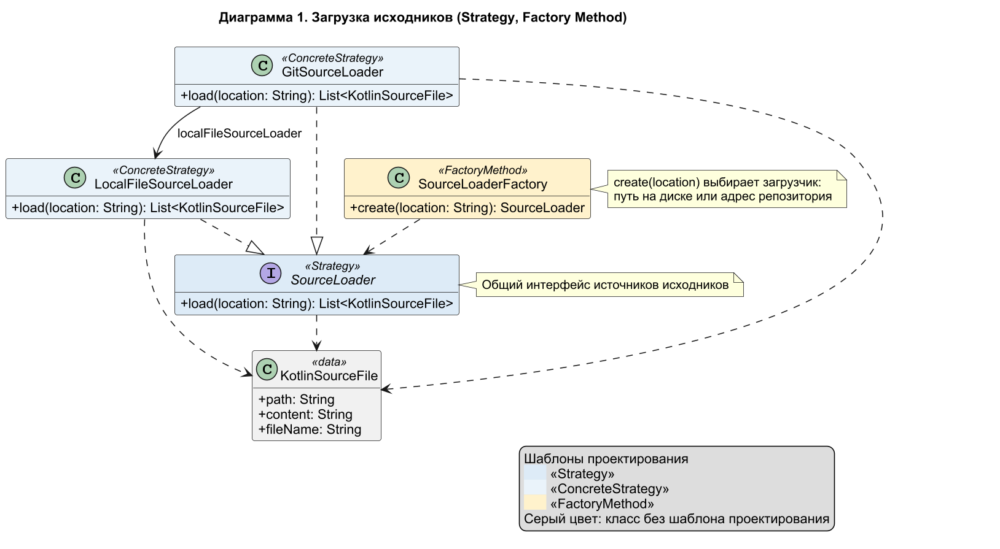 Диаграмма 1. Загрузка исходников (Strategy, Factory Method)
C
«ConcreteStrategy»
GitSourceLoader
+load(location: String): List<KotlinSourceFile>
localFileSourceLoader
C
«ConcreteStrategy»
LocalFileSourceLoader
+load(location: String): List<KotlinSourceFile>
C
«FactoryMethod»
SourceLoaderFactory
+create(location: String): SourceLoader
create(location) выбирает загрузчик:
путь на диске или адрес репозитория
I
«Strategy»
SourceLoader
+load(location: String): List<KotlinSourceFile>
Общий интерфейс источников исходников
C
«data»
KotlinSourceFile
+path: String
+content: String
+fileName: String
Шаблоны проектирования
«Strategy»
«ConcreteStrategy»
«FactoryMethod»
Серый цвет: класс без шаблона проектирования